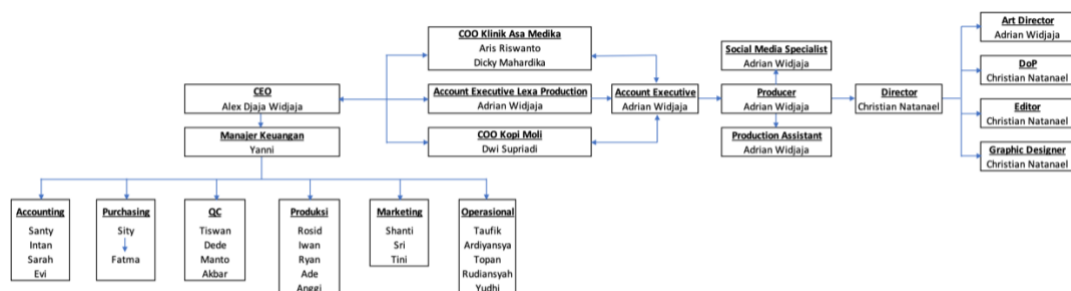 COO Klinik Asa Medika
Aris Riswanto
Dicky Mahardika
CEO
Alex Djaja Widjaja
Account Executive Lexa Production
Adrian Widjaja
COO Kopi Moli
Dwi Supriadi
Manajer Keuangan
Yanni
Account Executive
Adrian Widjaja
Social Media Specialist
Adrian Widjaja
Producer
Adrian Widjaja
Production Assistant
Adrian Widjaja
Director
Christian Natanael
Art Director
Adrian Widjaja
DoP
Christian Natanael
Editor
Christian Natanael
Graphic Designer
Christian Natanael
Accounting
Santy
Intan
Sarah
Evi
Purchasing
Sity
Fatma
QC
Tiswan
Dede
Manto
Akbar
Produksi
Rosid
Iwan
Ryan
Ade
Anggi
Marketing
Shanti
Sri
Tini
Operasional
Taufik
Ardiyansya
Topan
Rudiansyah
Yudhi